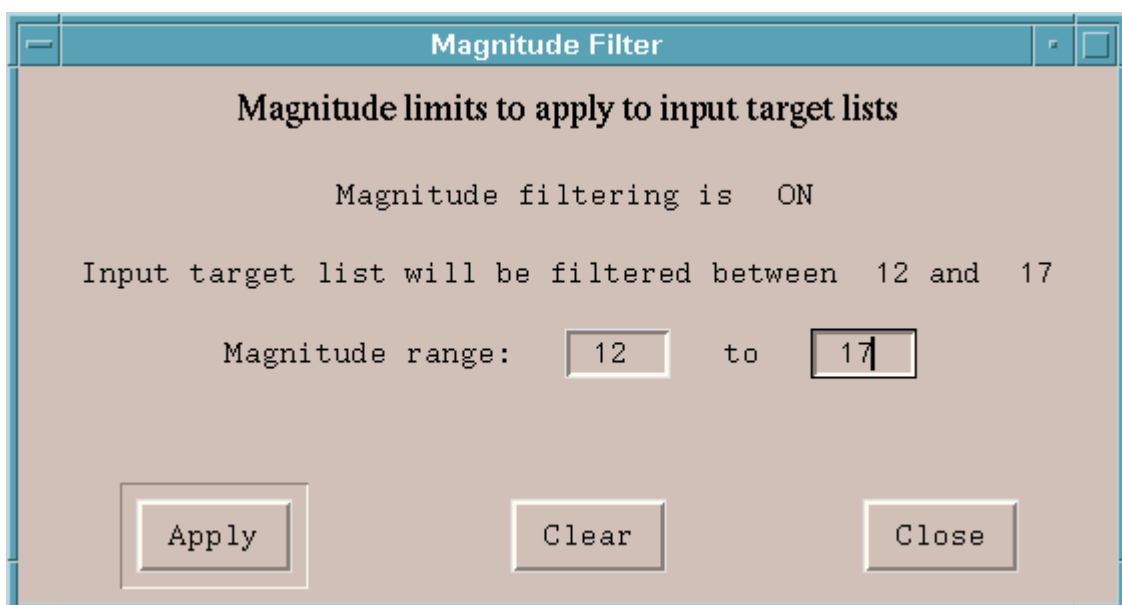 Magnitude Filter
Magnitude limits to apply to input target lists
Magnitude filtering is ON
Input target list will be filtered between 12 and 17
Magnitude range: 12 to 17
Apply Clear Close